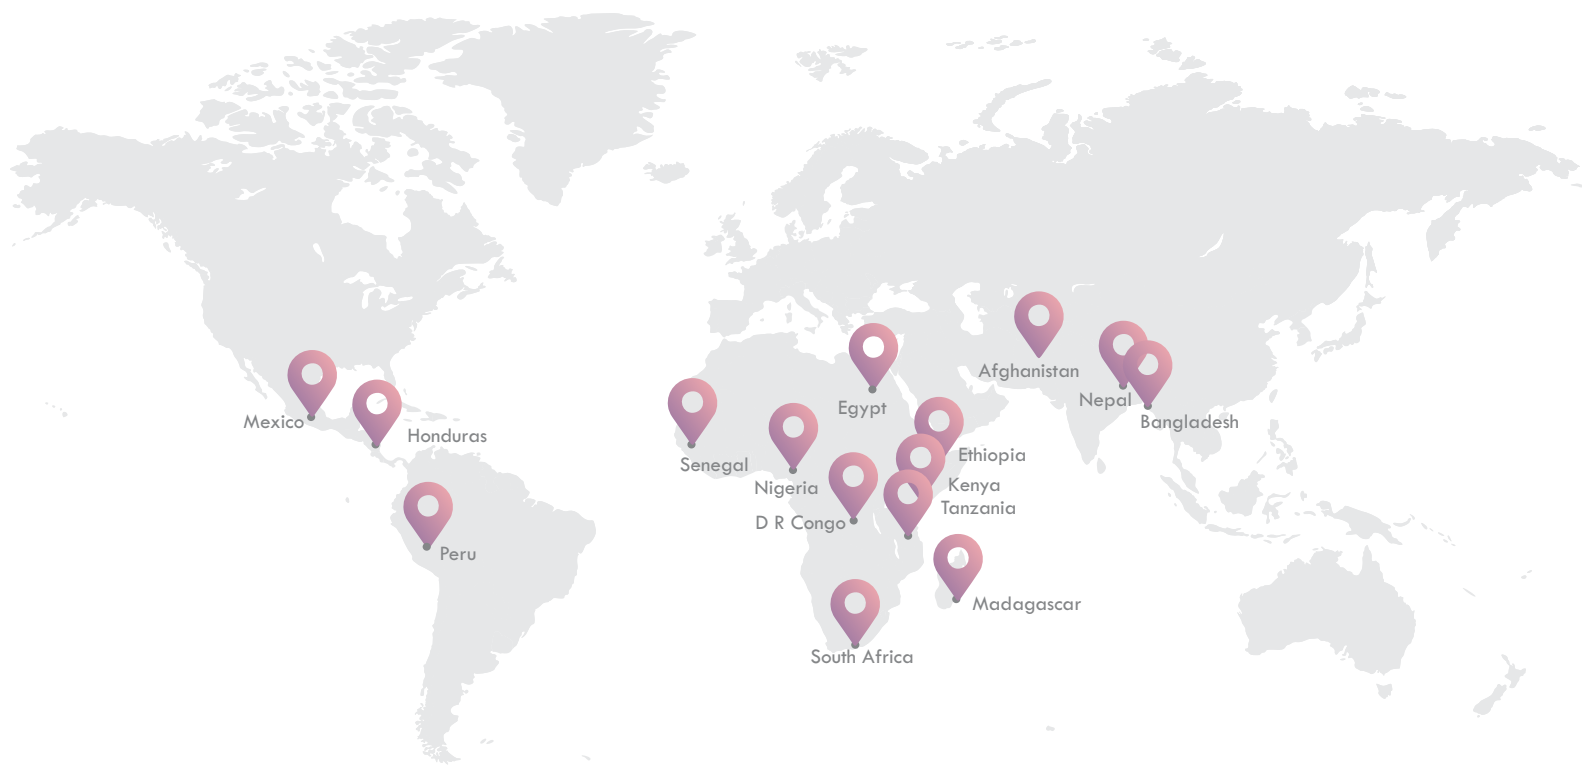 Afghanistan
Nepal
Egypt
Mexico
Bangladesh
Honduras
Ethiopia
Senegal
Kenya
Nigeria
Tanzania
D R Congo
Peru
Madagascar
South Africa